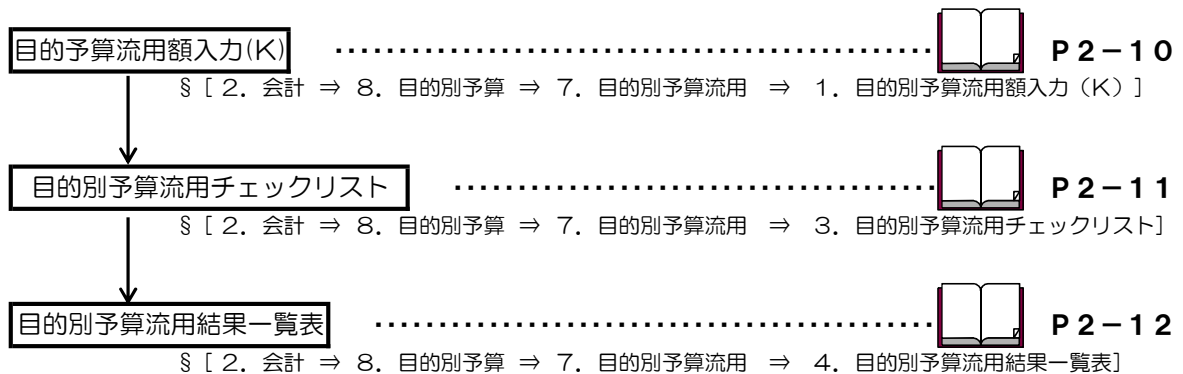 目的予算流用額入力(K) ・・・・・・・・・・・・・・・・・・・・・・・・・・・・・・・・・・・・・・・・・・・・・・・ P2-10
§ [ 2. 会計 ⇒ 8. 目的別予算 ⇒ 7. 目的別予算流用 ⇒ 1. 目的別予算流用額入力(K) ]
目的別予算流用チェックリスト ・・・・・・・・・・・・・・・・・・・・・・・・・・・・・・・・・・・・・・ P2-11
§ [ 2. 会計 ⇒ 8. 目的別予算 ⇒ 7. 目的別予算流用 ⇒ 3. 目的別予算流用チェックリスト]
目的別予算流用結果一覧表 ・・・・・・・・・・・・・・・・・・・・・・・・・・・・・・・・・・・・・・・・・・・・ P2-12
§ [ 2. 会計 ⇒ 8. 目的別予算 ⇒ 7. 目的別予算流用 ⇒ 4. 目的別予算流用結果一覧表]